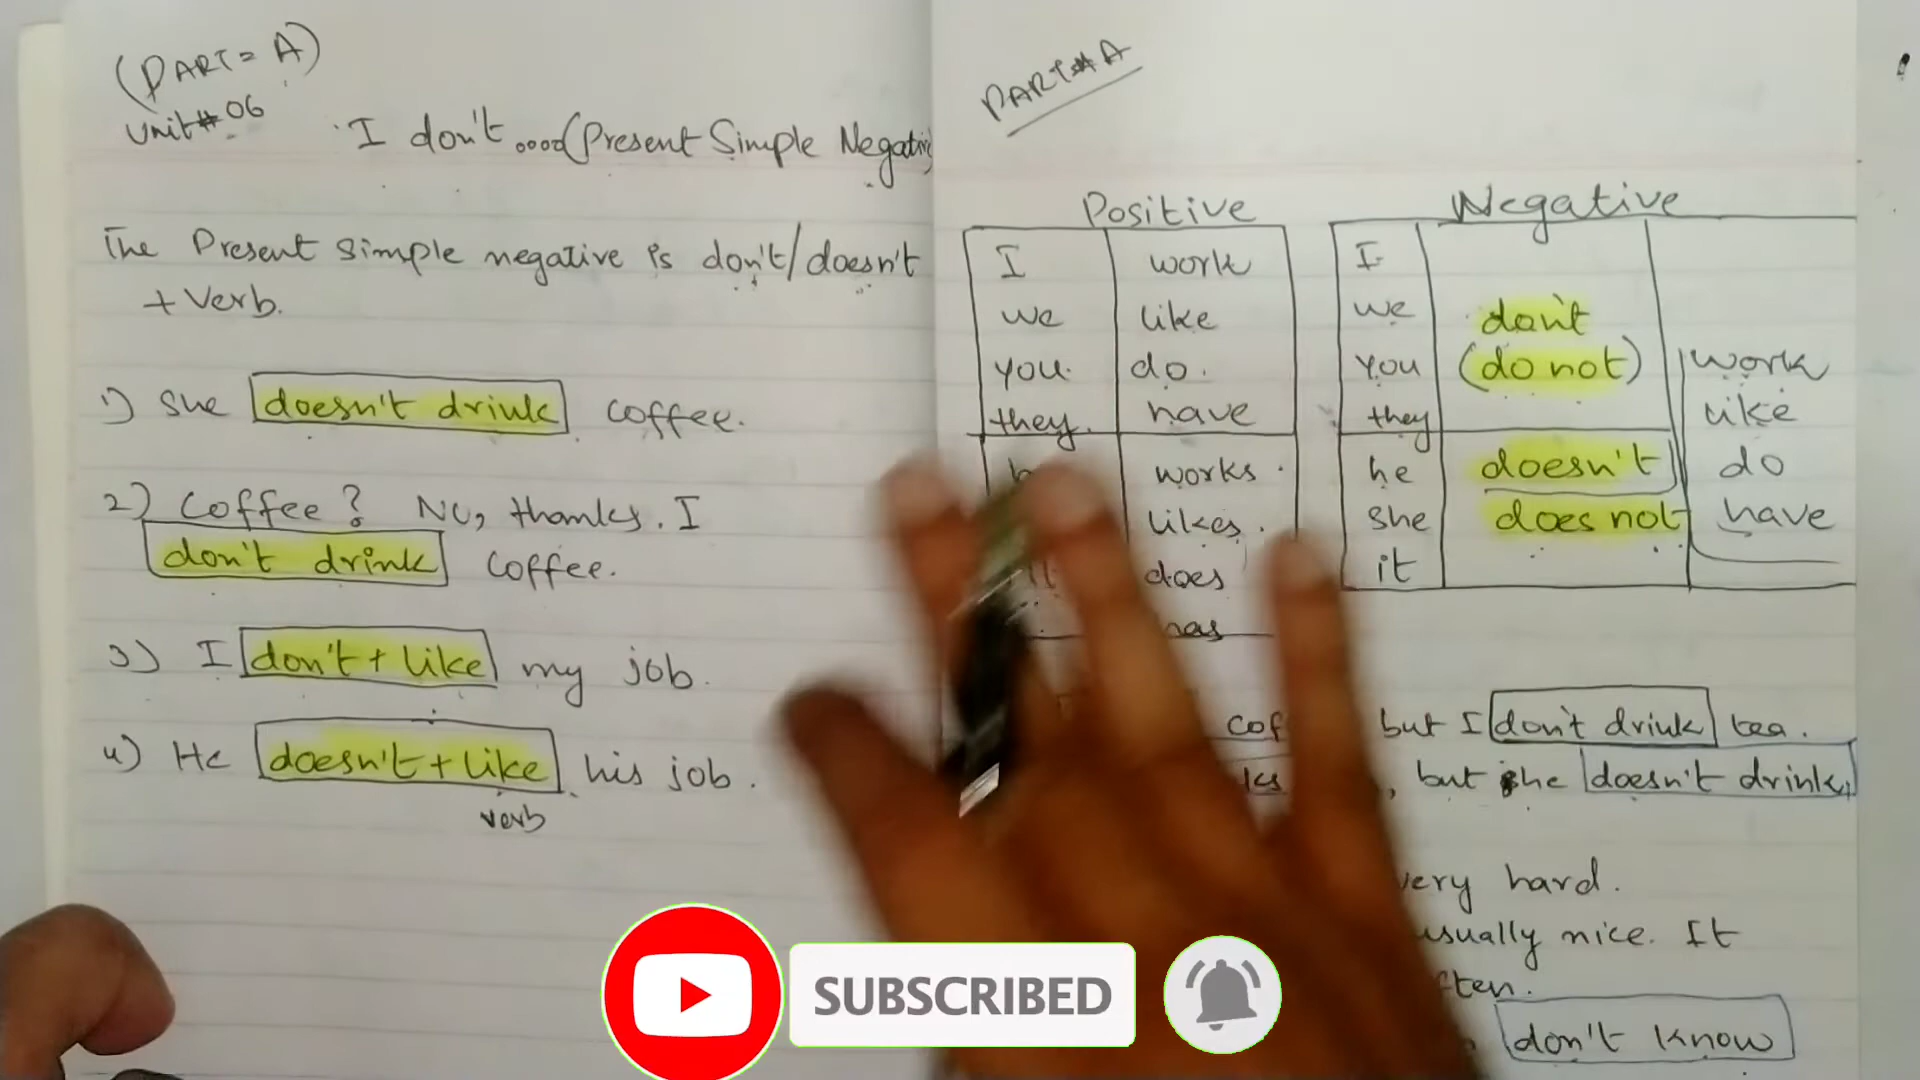 (PART= A)
Unit# 06
I don't ....(Present Simple Negative)
The Present Simple negative is don't/doesn't
+ Verb.
1) She doesn't drink coffee.
2) Coffee? No, thanks. I
don't drink coffee.
3) I don't + like my job.
4) He doesn't + like his job.
verb
PART# A
Positive
I work
we like
you do.
they. have
works
likes.
does
has
Negative
I
we don't
you (do not) work
they like
he doesn't do
she does not have
it
but I don't drink tea.
, but she doesn't drink
very hard.
usually nice. It
often.
don't know
SUBSCRIBED